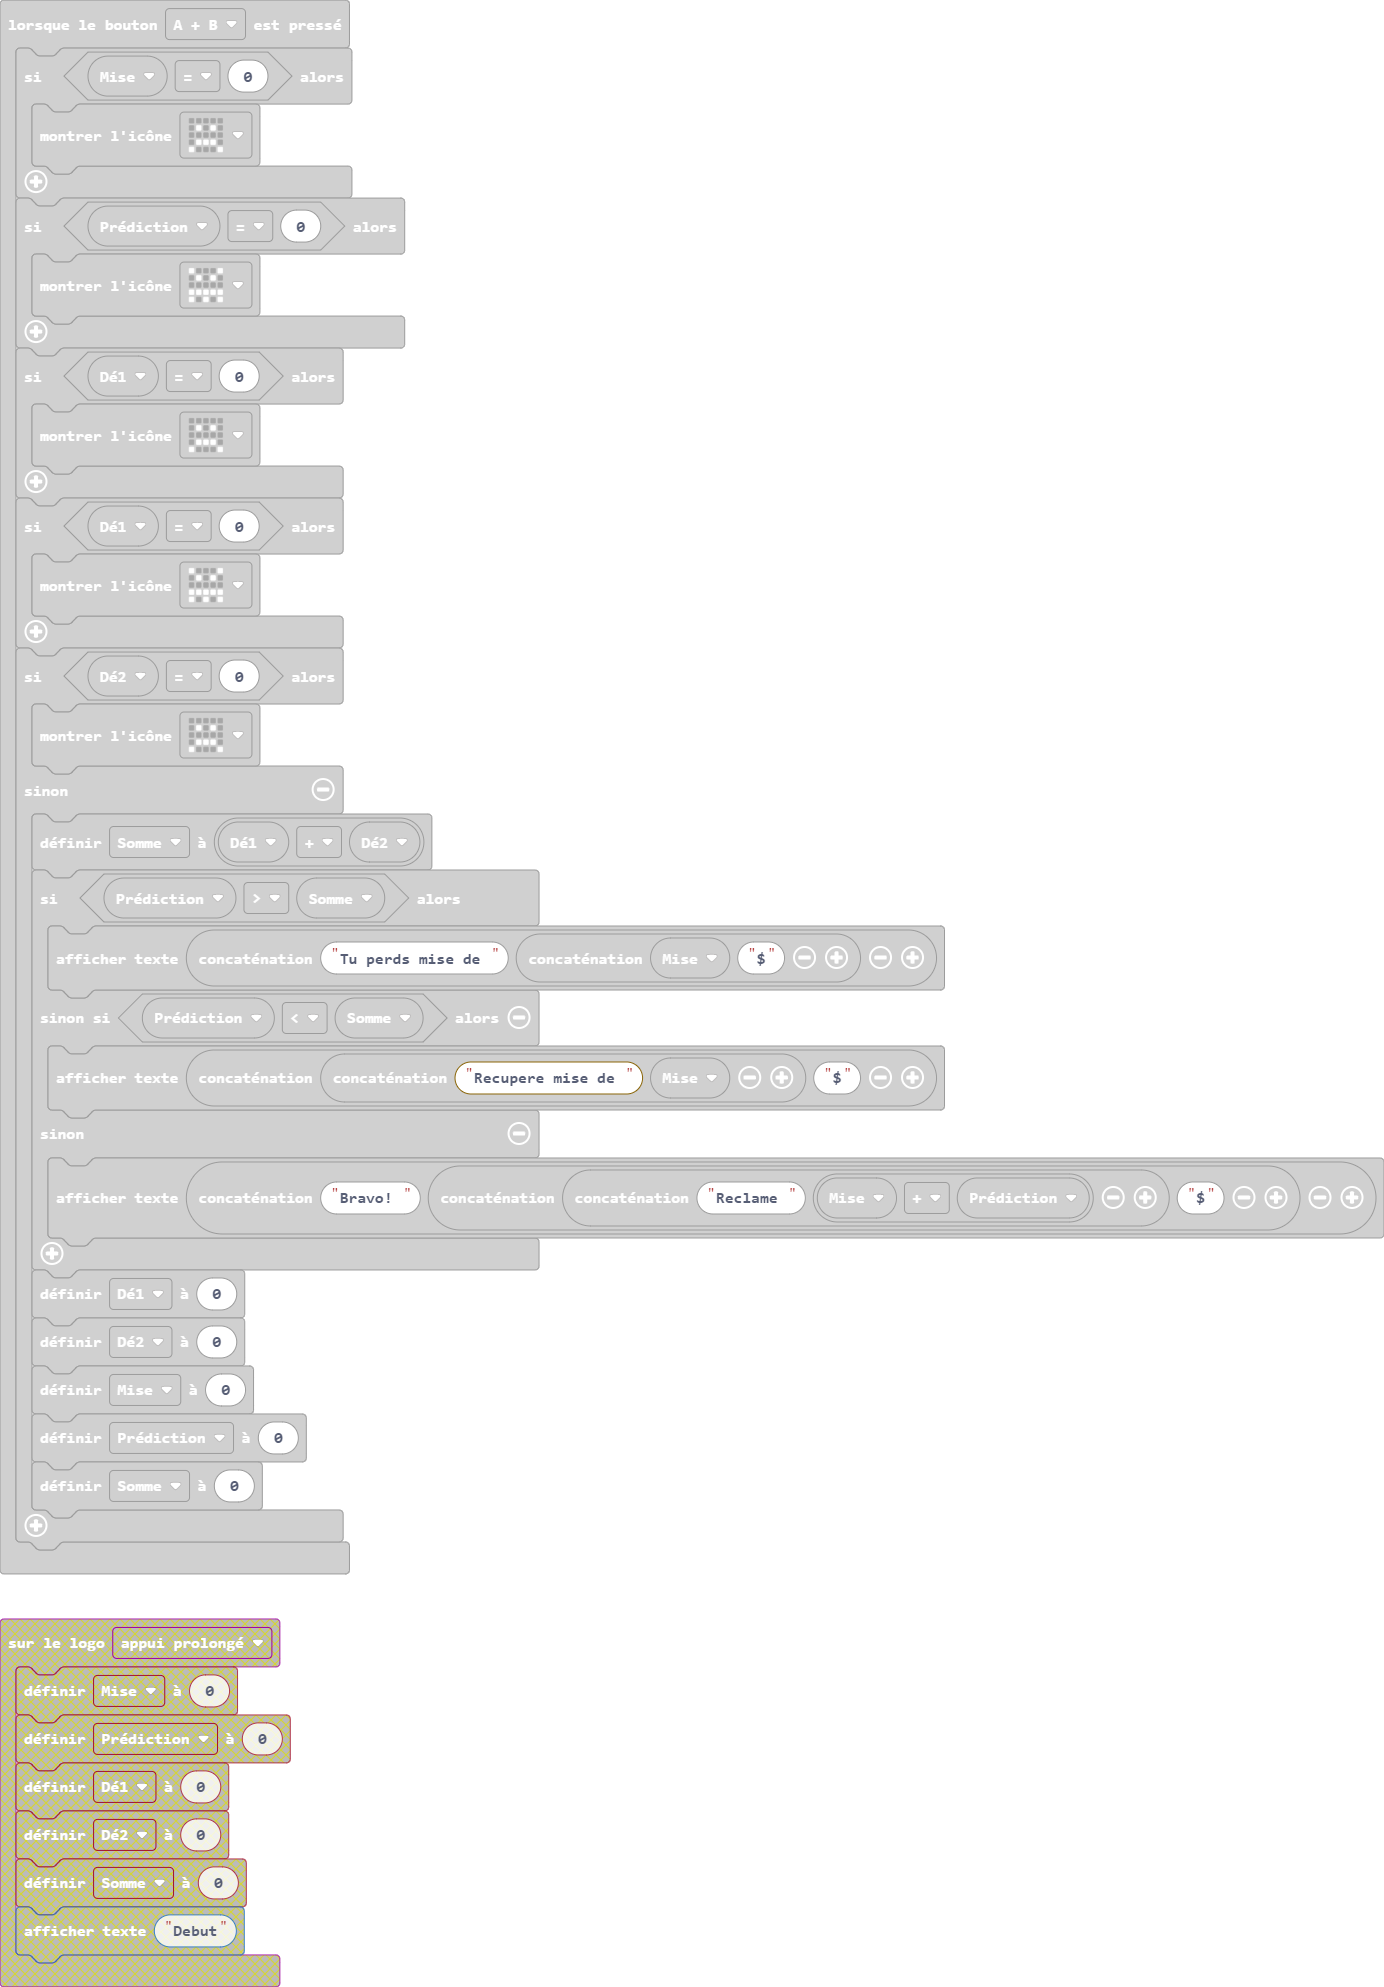 lorsque le bouton A + B est pressé
si Mise = 0 alors
montrer l'icône
si Prédiction = 0 alors
montrer l'icône
si Dé1 = 0 alors
montrer l'icône
si Dé1 = 0 alors
montrer l'icône
si Dé2 = 0 alors
montrer l'icône
sinon
définir Somme à Dé1 + Dé2
si Prédiction > Somme alors
afficher texte concaténation "Tu perds mise de " concaténation Mise "$"
sinon si Prédiction < Somme alors
afficher texte concaténation concaténation "Recupere mise de " Mise "$"
sinon
afficher texte concaténation "Bravo! " concaténation concaténation "Reclame " Mise + Prédiction "$"
définir Dé1 à 0
définir Dé2 à 0
définir Mise à 0
définir Prédiction à 0
définir Somme à 0
sur le logo appui prolongé
définir Mise à 0
définir Prédiction à 0
définir Dé1 à 0
définir Dé2 à 0
définir Somme à 0
afficher texte "Debut"